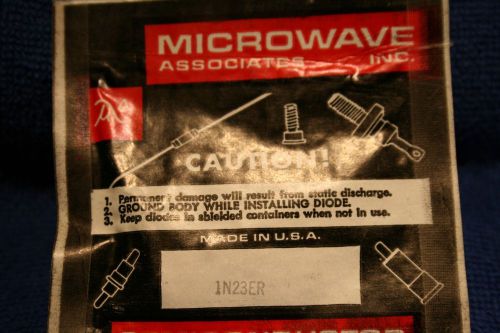 MICROWAVE
ASSOCIATES INC.
CAUTION!
1. Permanent damage will result from static discharge.
2. GROUND BODY WHILE INSTALLING DIODE.
3. Keep diodes in shielded containers when not in use.
MADE IN U.S.A.
1N23ER